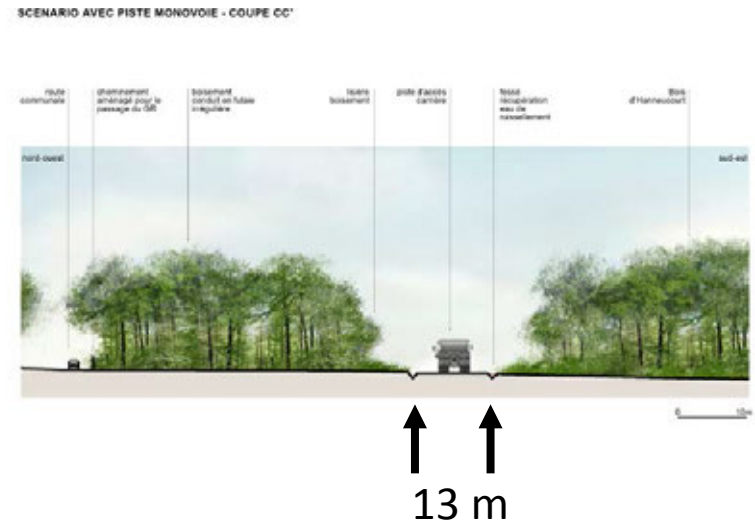 SCENARIO AVEC PISTE MONOVOIE - COUPE CC'
route
communale
cheminement
aménagé pour le
passage du GR
boisement
conduit en futaie
irrégulière
lisière
boisement
piste d'accès
carrière
fossé
récupération
eau de
ruissellement
Bois
d'Hanneucourt
nord-ouest
sud-est
0
10m
13 m